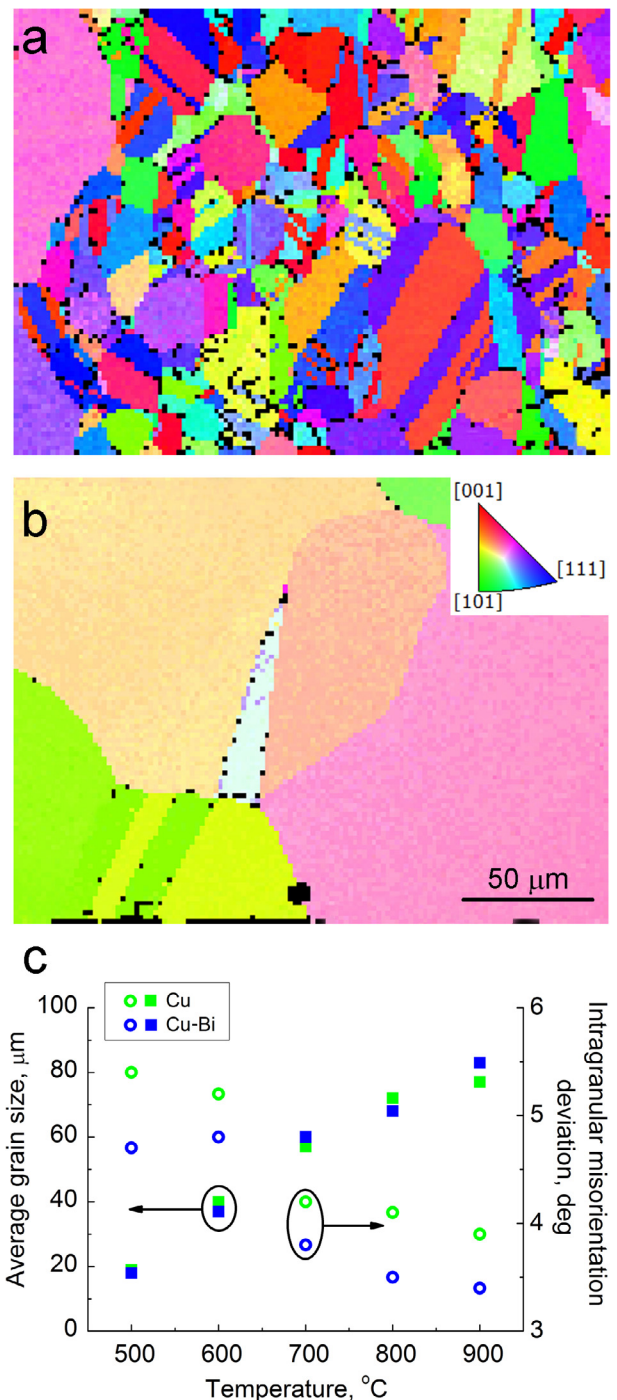 a
b
[001]
[111]
[101]
50 μm
c
Cu
Cu-Bi
100
80
60
40
20
0
6
5
4
3
500 600 700 800 900
Average grain size, μm
Intragranular misorientation
deviation, deg
Temperature, °C